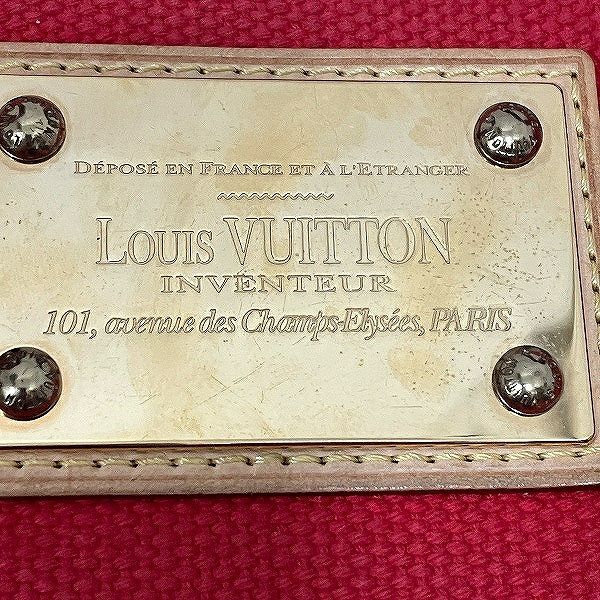 DÉPOSÉ EN FRANCE ET À L'ETRANGER
LOUIS VUITTON
INVENTEUR
101, avenue des Champs-Elysées, PARIS